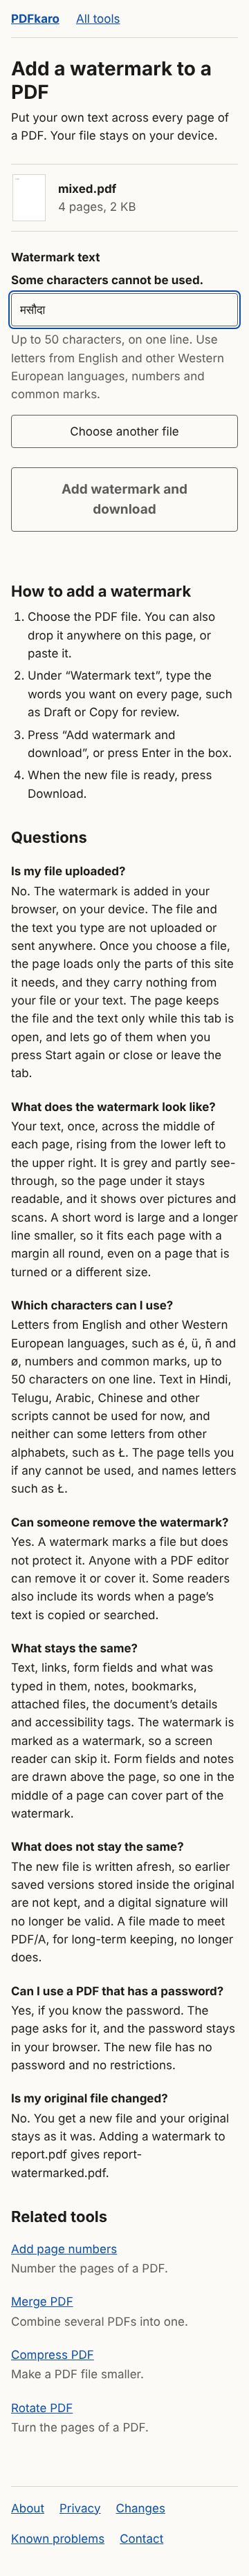 PDFkaro All tools
Add a watermark to a
PDF
Put your own text across every page of
a PDF. Your file stays on your device.
mixed.pdf
4 pages, 2 KB
Watermark text
Some characters cannot be used.
मसौदा
Up to 50 characters, on one line. Use
letters from English and other Western
European languages, numbers and
common marks.
Choose another file
Add watermark and
download
How to add a watermark
1. Choose the PDF file. You can also
drop it anywhere on this page, or
paste it.
2. Under “Watermark text”, type the
words you want on every page, such
as Draft or Copy for review.
3. Press “Add watermark and
download”, or press Enter in the box.
4. When the new file is ready, press
Download.
Questions
Is my file uploaded?
No. The watermark is added in your
browser, on your device. The file and
the text you type are not uploaded or
sent anywhere. Once you choose a file,
the page loads only the parts of this site
it needs, and they carry nothing from
your file or your text. The page keeps
the file and the text only while this tab is
open, and lets go of them when you
press Start again or close or leave the
tab.
What does the watermark look like?
Your text, once, across the middle of
each page, rising from the lower left to
the upper right. It is grey and partly see-
through, so the page under it stays
readable, and it shows over pictures and
scans. A short word is large and a longer
line smaller, so it fits each page with a
margin all round, even on a page that is
turned or a different size.
Which characters can I use?
Letters from English and other Western
European languages, such as é, ü, ñ and
ø, numbers and common marks, up to
50 characters on one line. Text in Hindi,
Telugu, Arabic, Chinese and other
scripts cannot be used for now, and
neither can some letters from other
alphabets, such as Ł. The page tells you
if any cannot be used, and names letters
such as Ł.
Can someone remove the watermark?
Yes. A watermark marks a file but does
not protect it. Anyone with a PDF editor
can remove it or cover it. Some readers
also include its words when a page’s
text is copied or searched.
What stays the same?
Text, links, form fields and what was
typed in them, notes, bookmarks,
attached files, the document’s details
and accessibility tags. The watermark is
marked as a watermark, so a screen
reader can skip it. Form fields and notes
are drawn above the page, so one in the
middle of a page can cover part of the
watermark.
What does not stay the same?
The new file is written afresh, so earlier
saved versions stored inside the original
are not kept, and a digital signature will
no longer be valid. A file made to meet
PDF/A, for long-term keeping, no longer
does.
Can I use a PDF that has a password?
Yes, if you know the password. The
page asks for it, and the password stays
in your browser. The new file has no
password and no restrictions.
Is my original file changed?
No. You get a new file and your original
stays as it was. Adding a watermark to
report.pdf gives report-
watermarked.pdf.
Related tools
Add page numbers
Number the pages of a PDF.
Merge PDF
Combine several PDFs into one.
Compress PDF
Make a PDF file smaller.
Rotate PDF
Turn the pages of a PDF.
About Privacy Changes
Known problems Contact